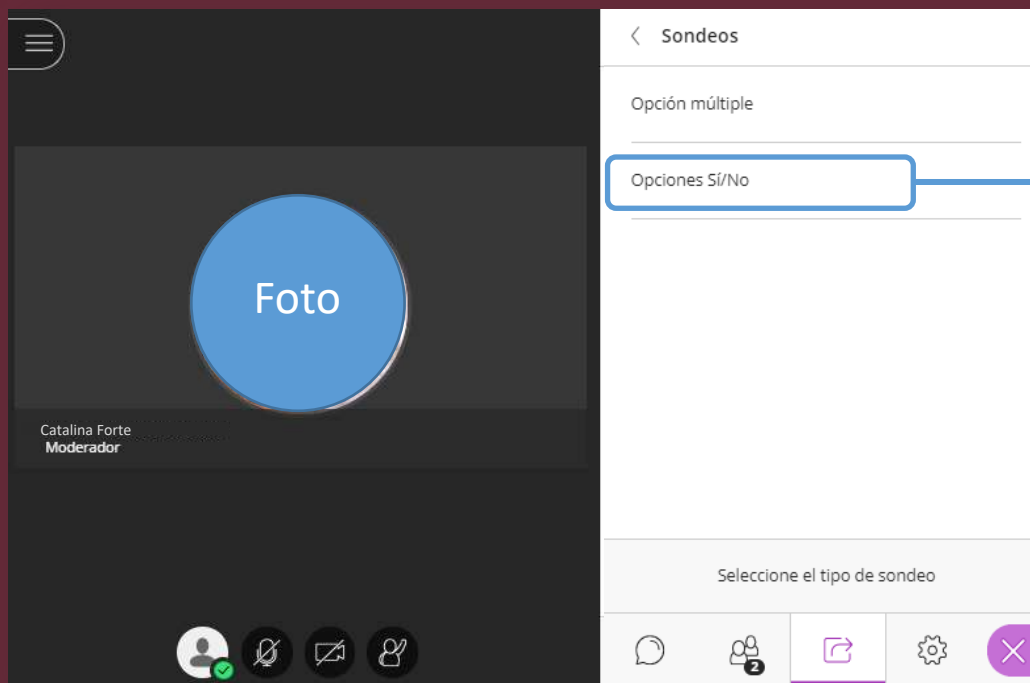 Sondeos
Opción múltiple
Opciones Sí/No
Foto
Catalina Forte
Moderador
Seleccione el tipo de sondeo
2